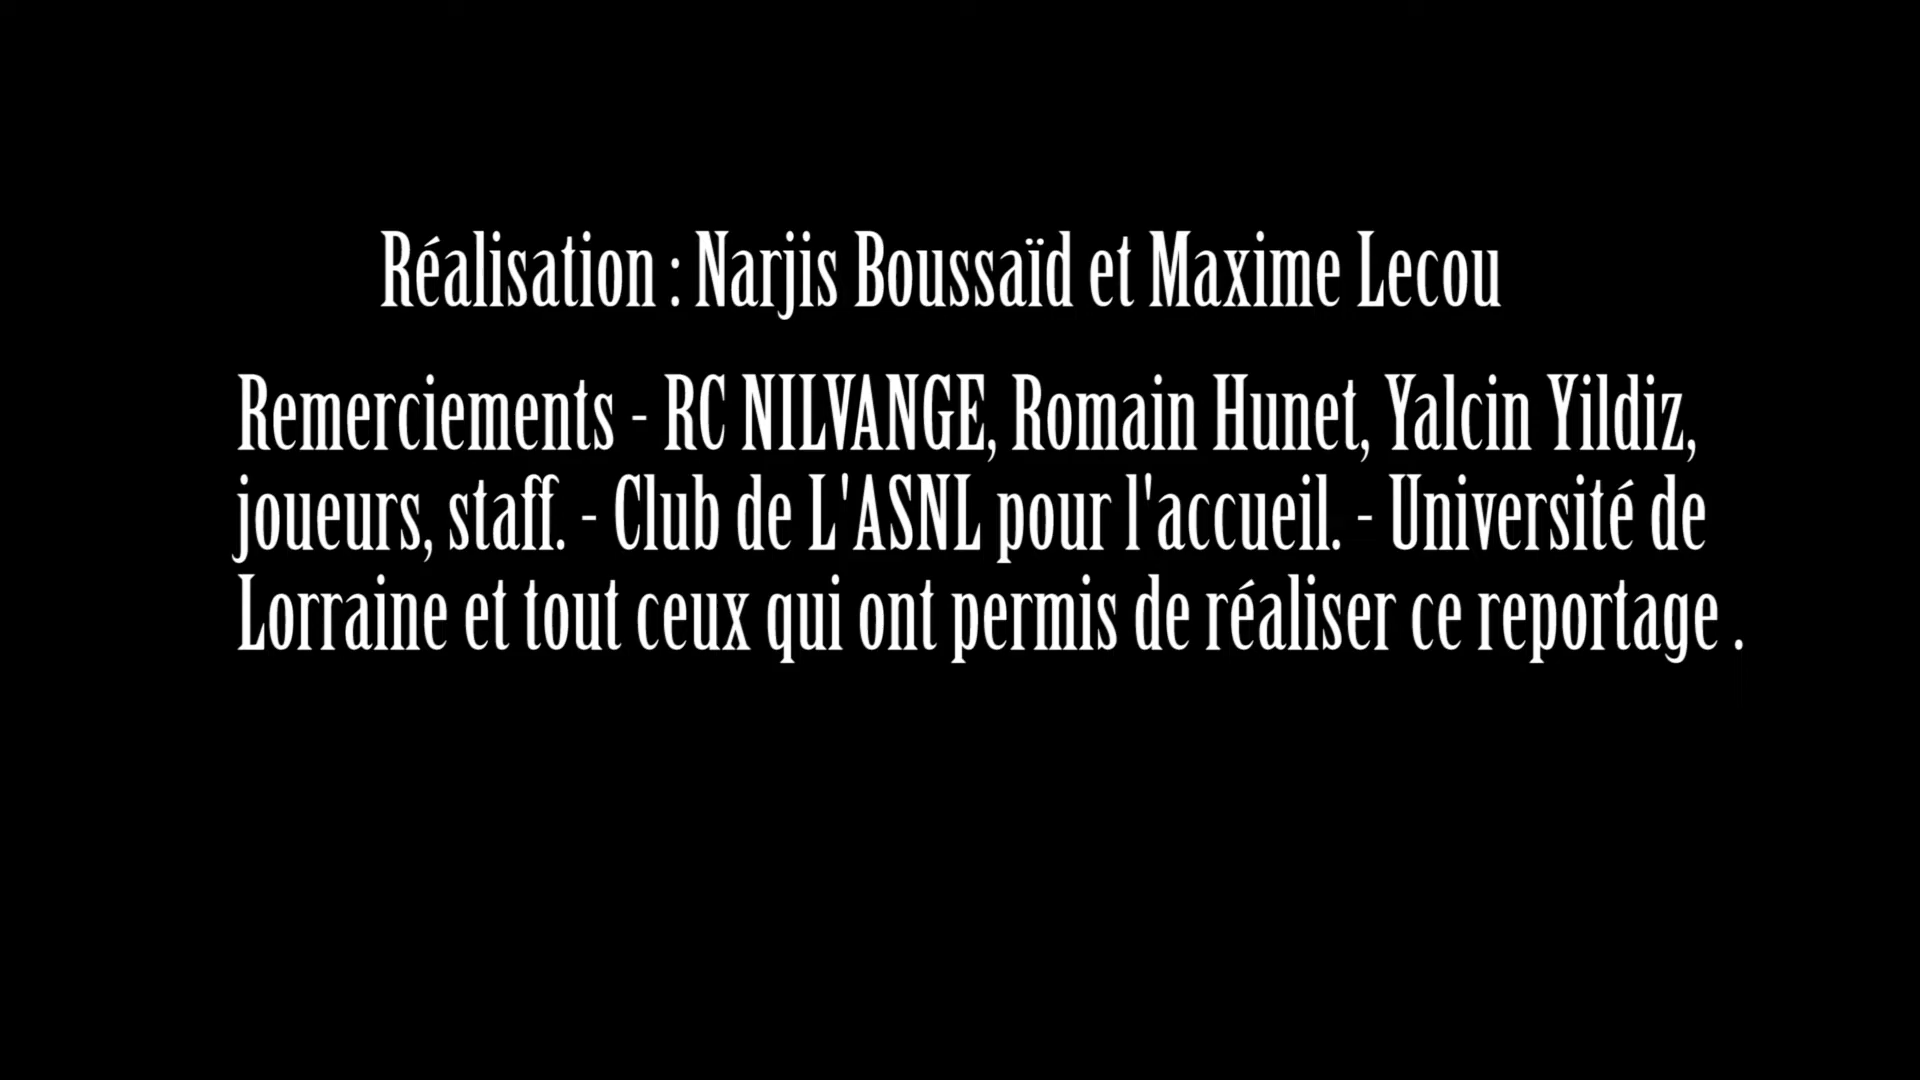 Réalisation : Narjis Boussaïd et Maxime Lecou
Remerciements - RC NILVANGE, Romain Hunet, Yalcin Yildiz,
joueurs, staff. - Club de L'ASNL pour l'accueil. - Université de
Lorraine et tout ceux qui ont permis de réaliser ce reportage .